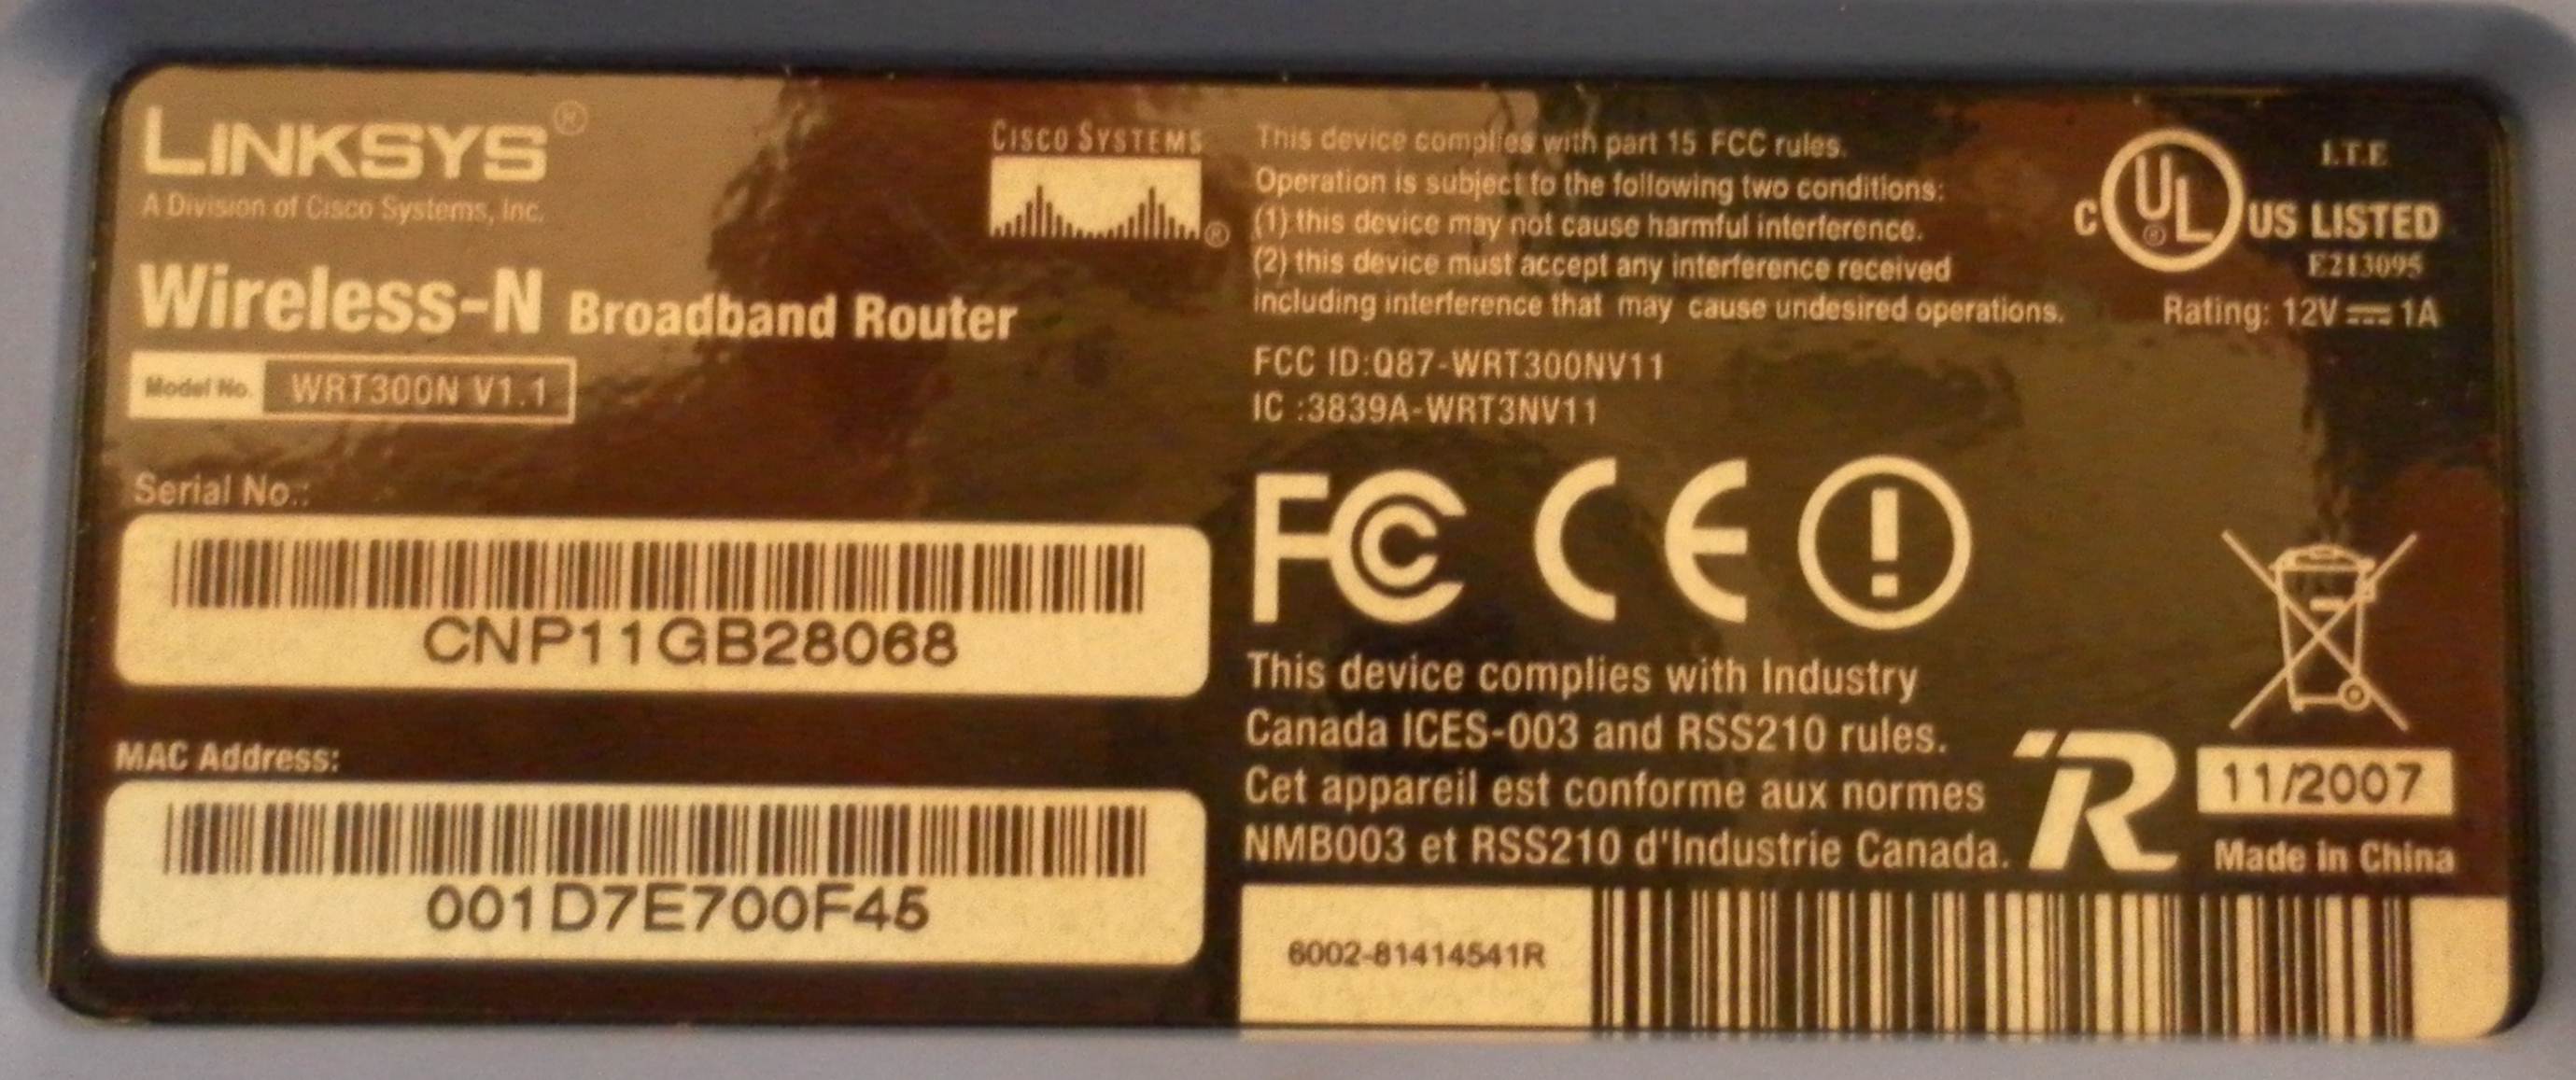 LINKSYS®
A Division of Cisco Systems, Inc.
CISCO SYSTEMS
®
Wireless-N Broadband Router
Model No. WRT300N V1.1
Serial No.:
CNP11GB28068
MAC Address:
001D7E700F45
This device complies with part 15 FCC rules.
Operation is subject to the following two conditions:
(1) this device may not cause harmful interference.
(2) this device must accept any interference received
including interference that may cause undesired operations.
FCC ID:Q87-WRT300NV11
IC :3839A-WRT3NV11
I.T.E
C UL® US LISTED
E213095
Rating: 12V ⎓ 1A
FC CE !
This device complies with Industry
Canada ICES-003 and RSS210 rules.
Cet appareil est conforme aux normes
NMB003 et RSS210 d'Industrie Canada.
R
11/2007
Made in China
6002-81414541R